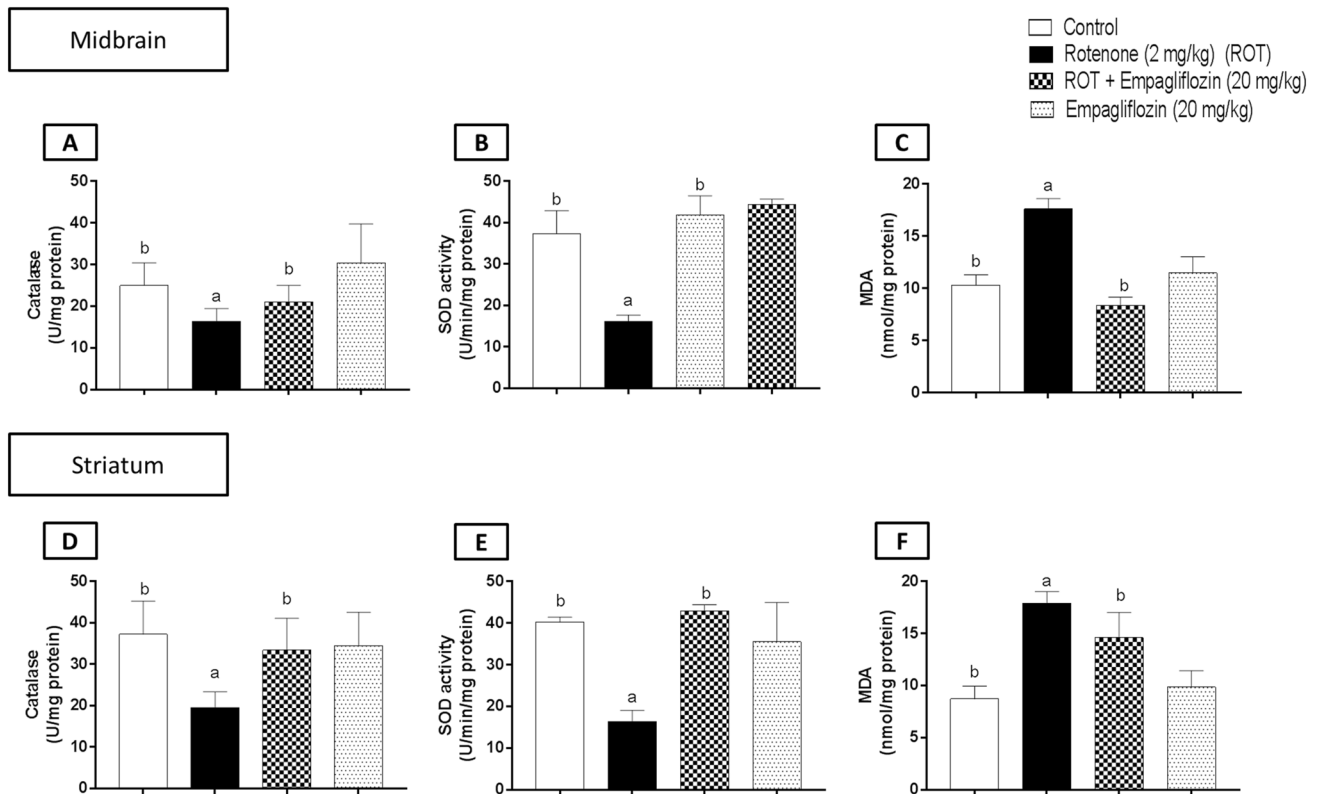 Midbrain
Control
Rotenone (2 mg/kg) (ROT)
ROT + Empagliflozin (20 mg/kg)
Empagliflozin (20 mg/kg)
A
Catalase
(U/mg protein)
50
40
30
20
10
0
b
a
b
B
SOD activity
(U/min/mg protein)
50
40
30
20
10
0
b
a
b
C
MDA
(nmol/mg protein)
20
15
10
5
0
b
a
b
Striatum
D
Catalase
(U/mg protein)
50
40
30
20
10
0
b
a
b
E
SOD activity
(U/min/mg protein)
50
40
30
20
10
0
b
a
b
F
MDA
(nmol/mg protein)
20
15
10
5
0
b
a
b